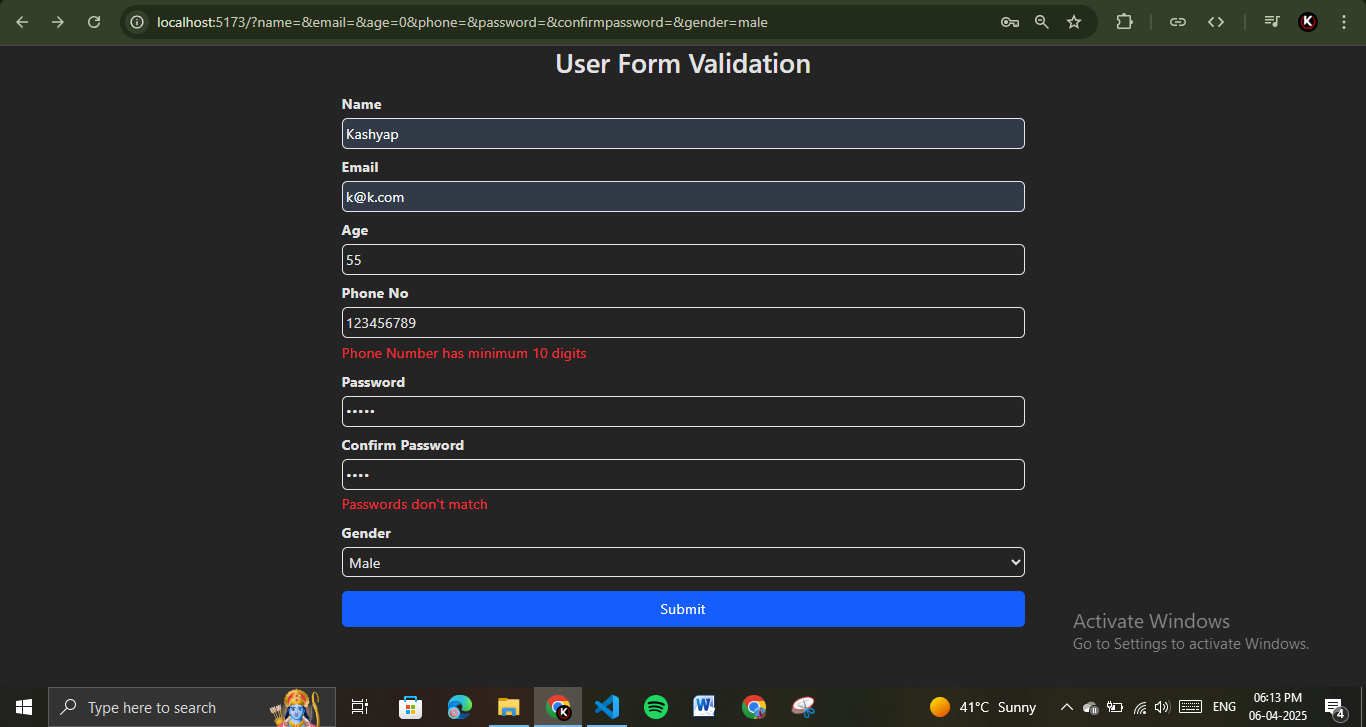 localhost:5173/?name=&email=&age=0&phone=&password=&confirmpassword=&gender=male
K
User Form Validation
Name
Kashyap
Email
k@k.com
Age
55
Phone No
123456789
Phone Number has minimum 10 digits
Password
•••••
Confirm Password
••••
Passwords don't match
Gender
Male
Submit
Activate Windows
Go to Settings to activate Windows.
Type here to search
K
W
41°C Sunny
ENG
06:13 PM
06-04-2025
4